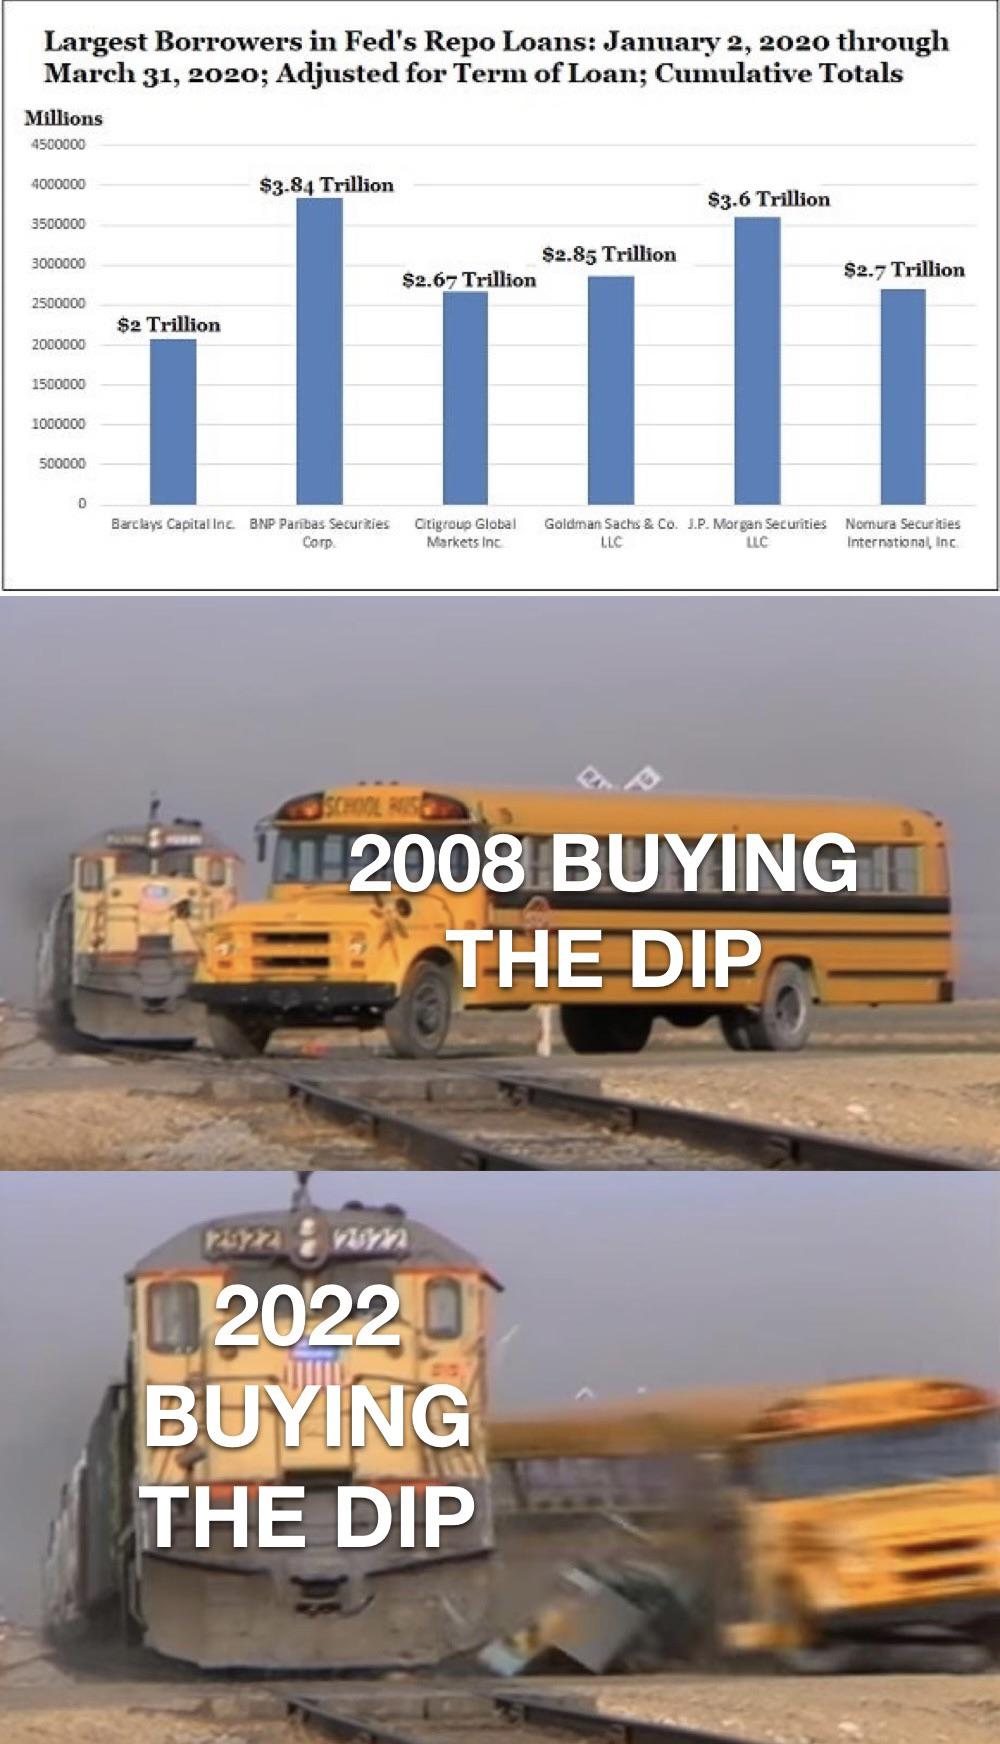 Largest Borrowers in Fed's Repo Loans: January 2, 2020 through
March 31, 2020; Adjusted for Term of Loan; Cumulative Totals
Millions
4500000
4000000
3500000
3000000
2500000
2000000
1500000
1000000
500000
0
$2 Trillion
$3.84 Trillion
$2.67 Trillion
$2.85 Trillion
$3.6 Trillion
$2.7 Trillion
Barclays Capital Inc.
BNP Paribas Securities
Corp.
Citigroup Global
Markets Inc.
Goldman Sachs & Co.
LLC
J.P. Morgan Securities
LLC
Nomura Securities
International, Inc.
SCHOOL BUS
2008 BUYING
THE DIP
2922 2922
2022
BUYING
THE DIP